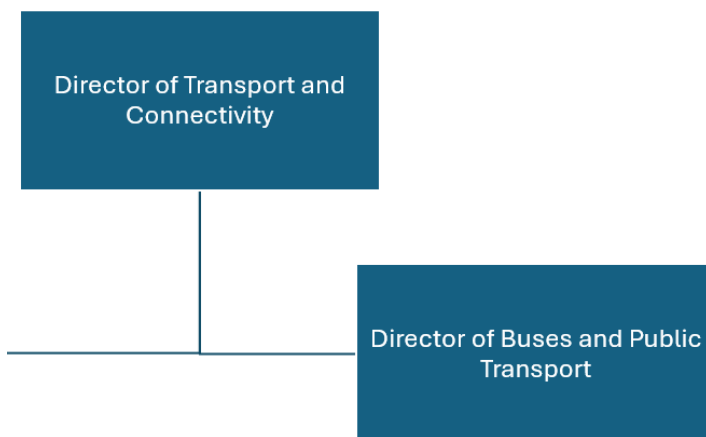 Director of Transport and
Connectivity
Director of Buses and Public
Transport